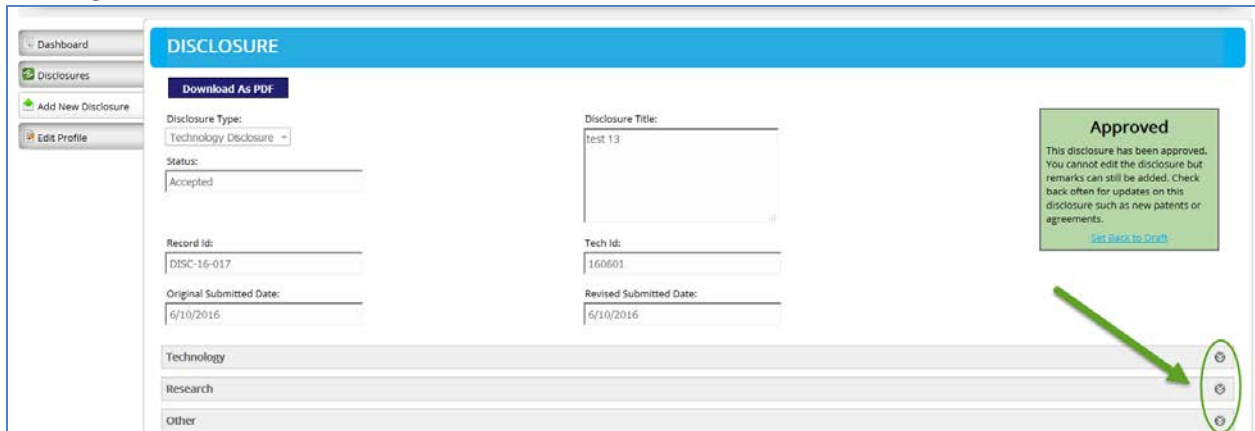 Dashboard
Disclosures
Add New Disclosure
Edit Profile
DISCLOSURE
Download As PDF
Disclosure Type:
Technology Disclosure
Status:
Accepted
Disclosure Title:
test 13
Approved
This disclosure has been approved.
You cannot edit the disclosure but
remarks can still be added. Check
back often for updates on this
disclosure such as new patents or
agreements.
Set Back to Draft
Record Id:
DISC-16-017
Tech Id:
160601
Original Submitted Date:
6/10/2016
Revised Submitted Date:
6/10/2016
Technology
Research
Other